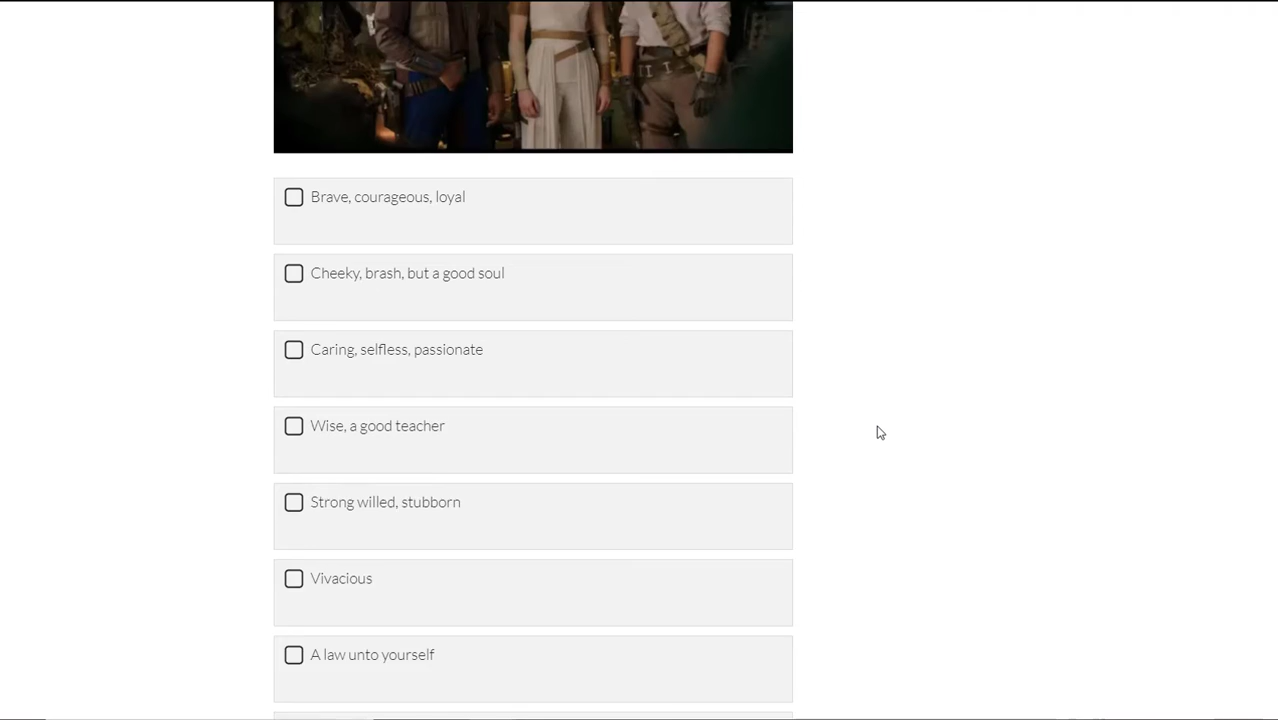 Brave, courageous, loyal
Cheeky, brash, but a good soul
Caring, selfless, passionate
Wise, a good teacher
Strong willed, stubborn
Vivacious
A law unto yourself